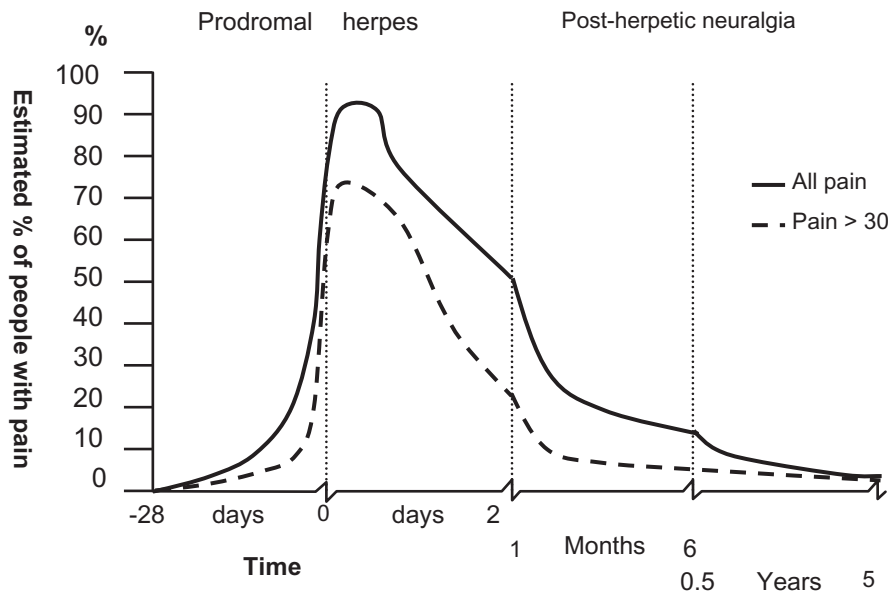 Prodromal herpes Post-herpetic neuralgia
%
100
90
80
70
60
50
40
30
20
10
0
Estimated % of people with pain
All pain
Pain > 30
-28 days 0 days 2
1 Months 6
Time
0.5 Years 5